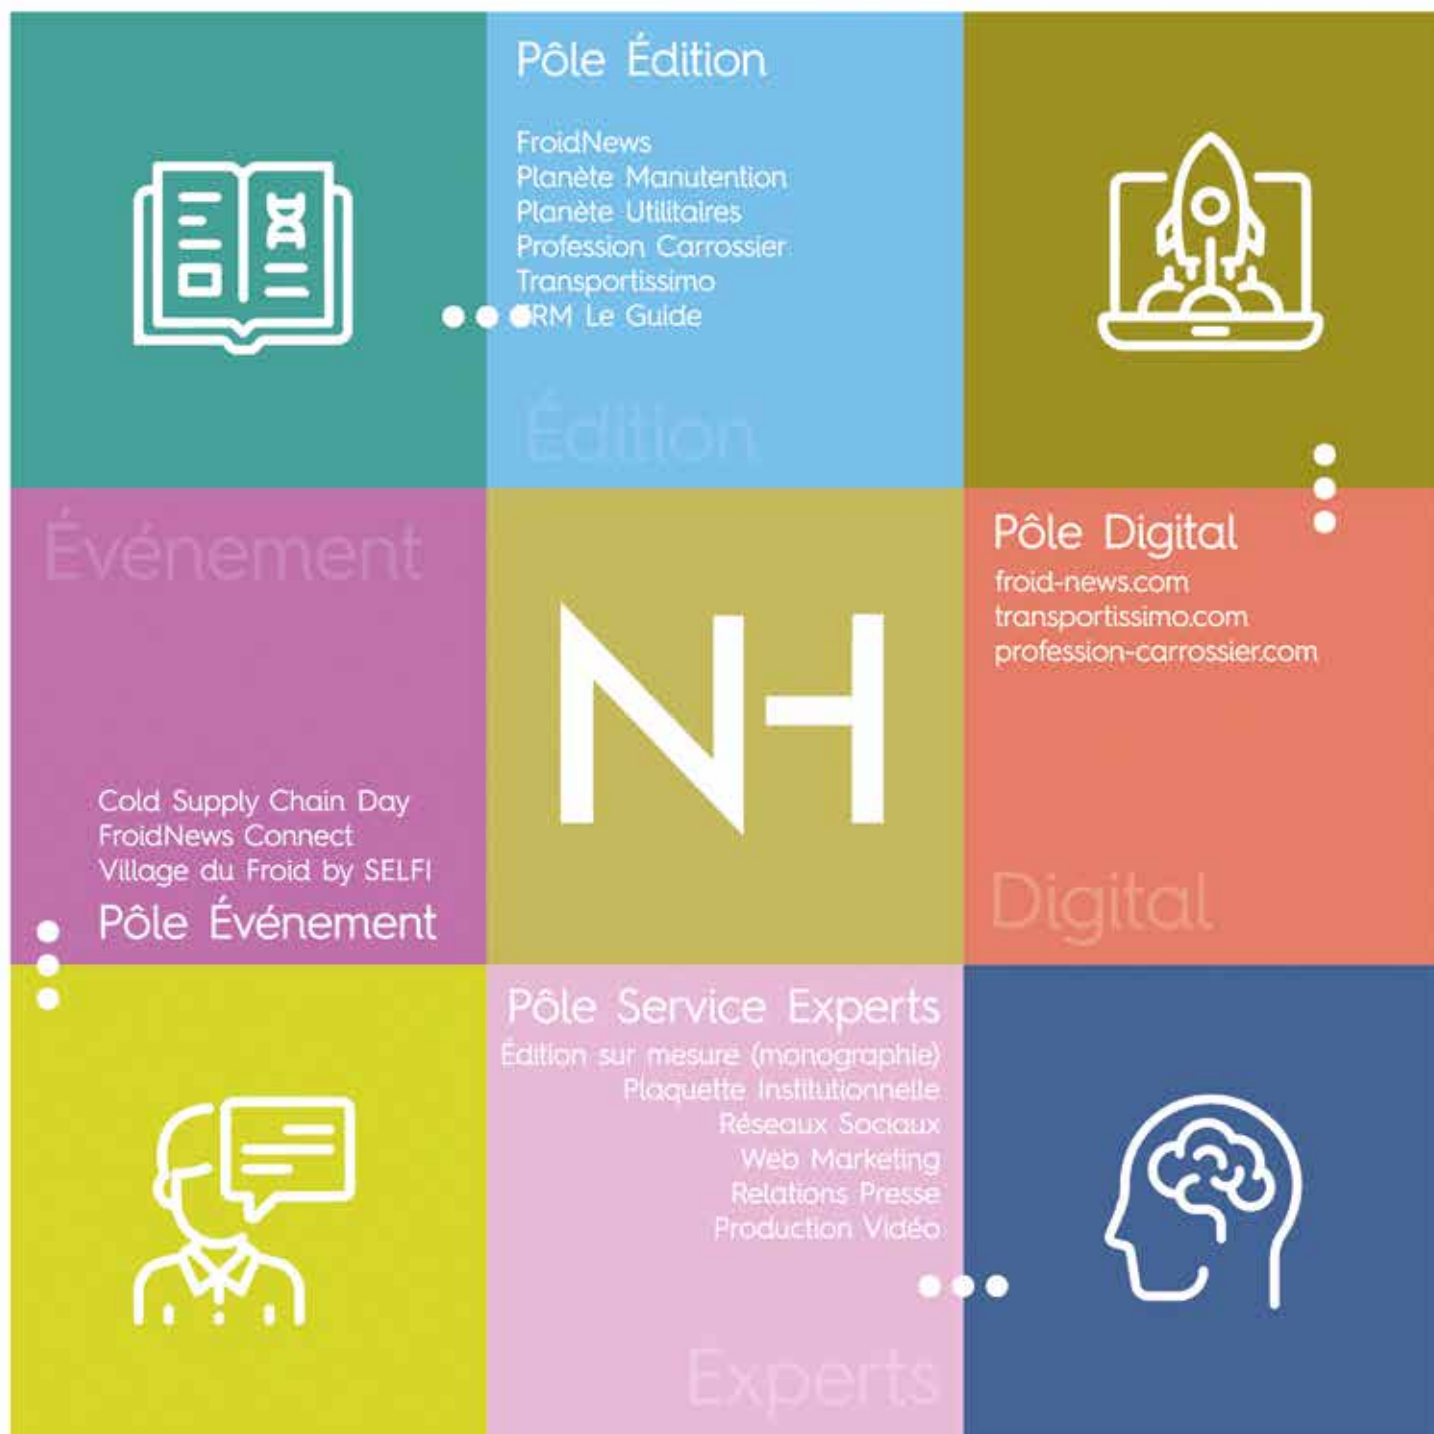 Pôle Édition
FroidNews
Planète Manutention
Planète Utilitaires
Profession Carrossier
Transportissimo
RM Le Guide
Édition
Événement
Cold Supply Chain Day
FroidNews Connect
Village du Froid by SELFI
Pôle Événement
NH
Pôle Digital
froid-news.com
transportissimo.com
profession-carrossier.com
Digital
Pôle Service Experts
Édition sur mesure (monographie)
Plaquette Institutionnelle
Réseaux Sociaux
Web Marketing
Relations Presse
Production Vidéo
Experts